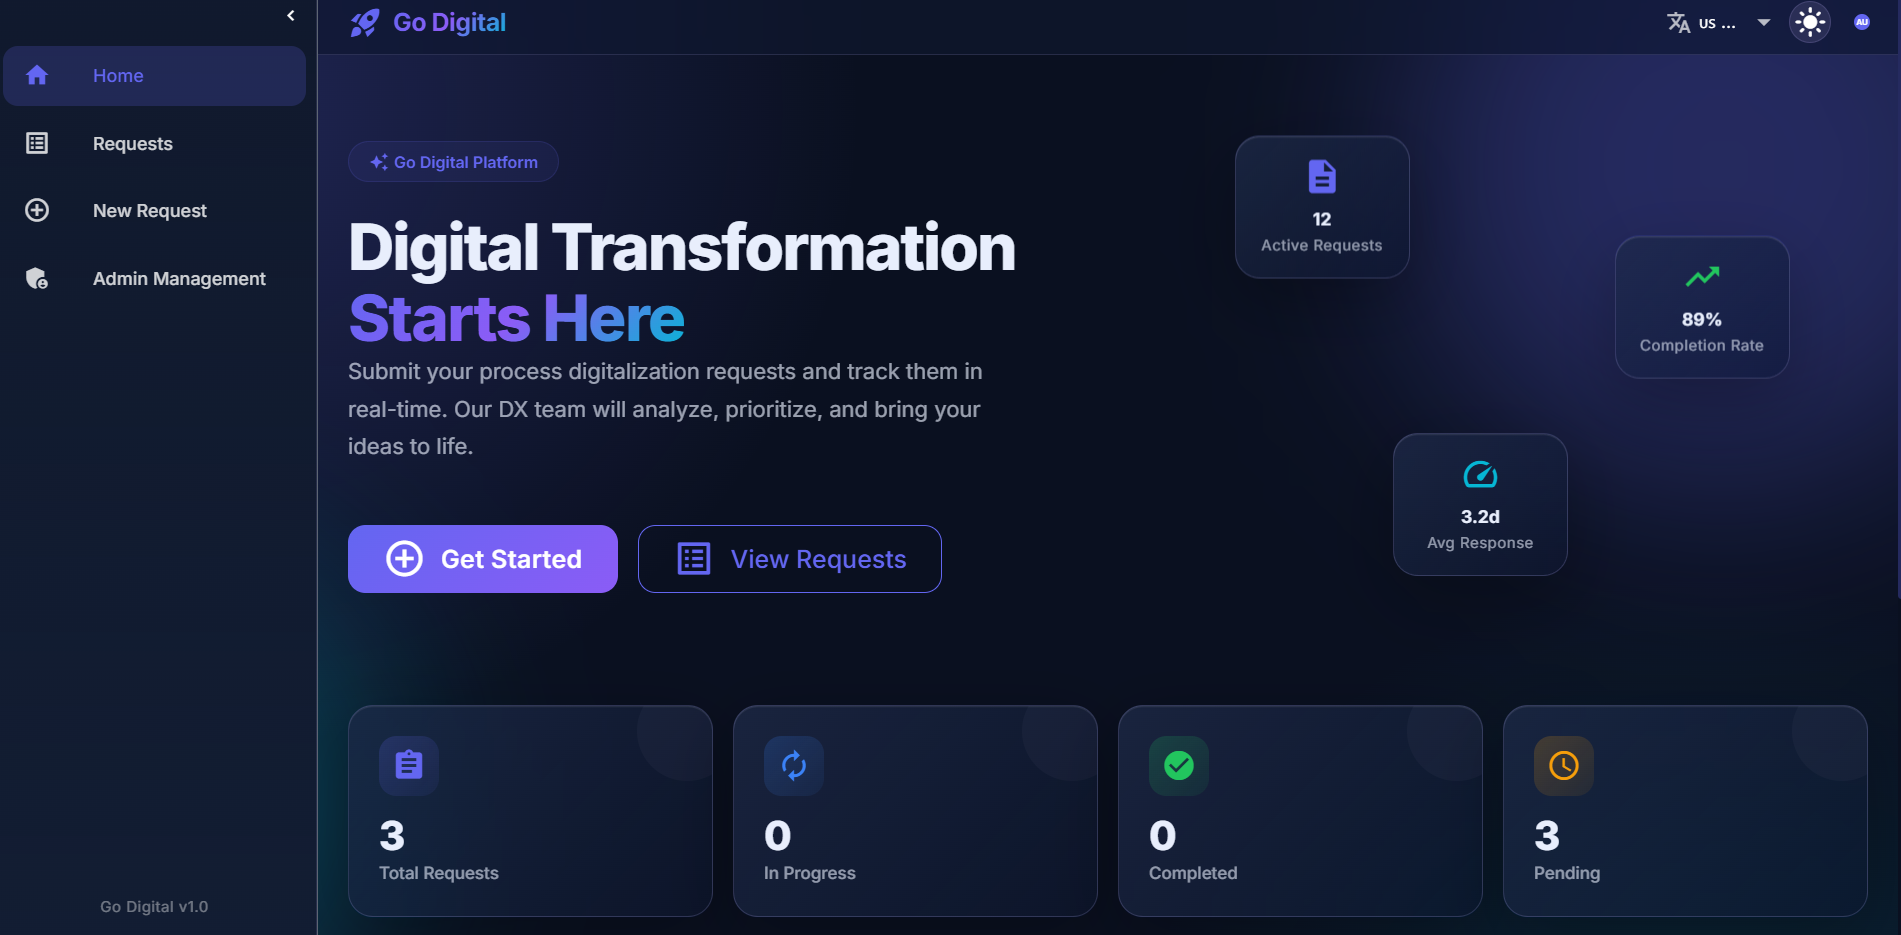 Go Digital
US ...
AU
Home
Requests
New Request
Admin Management
Go Digital v1.0
Go Digital Platform
Digital Transformation
Starts Here
Submit your process digitalization requests and track them in
real-time. Our DX team will analyze, prioritize, and bring your
ideas to life.
Get Started
View Requests
12
Active Requests
89%
Completion Rate
3.2d
Avg Response
3
Total Requests
0
In Progress
0
Completed
3
Pending